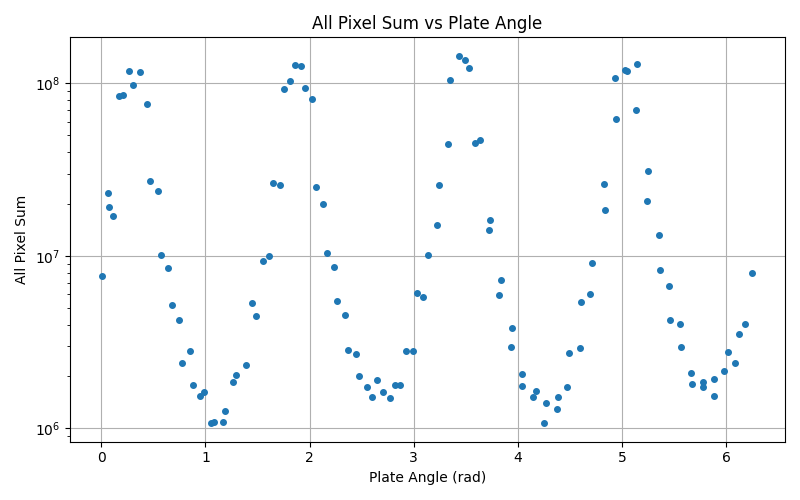 All Pixel Sum vs Plate Angle
All Pixel Sum
10^8
10^7
10^6
0 1 2 3 4 5 6
Plate Angle (rad)